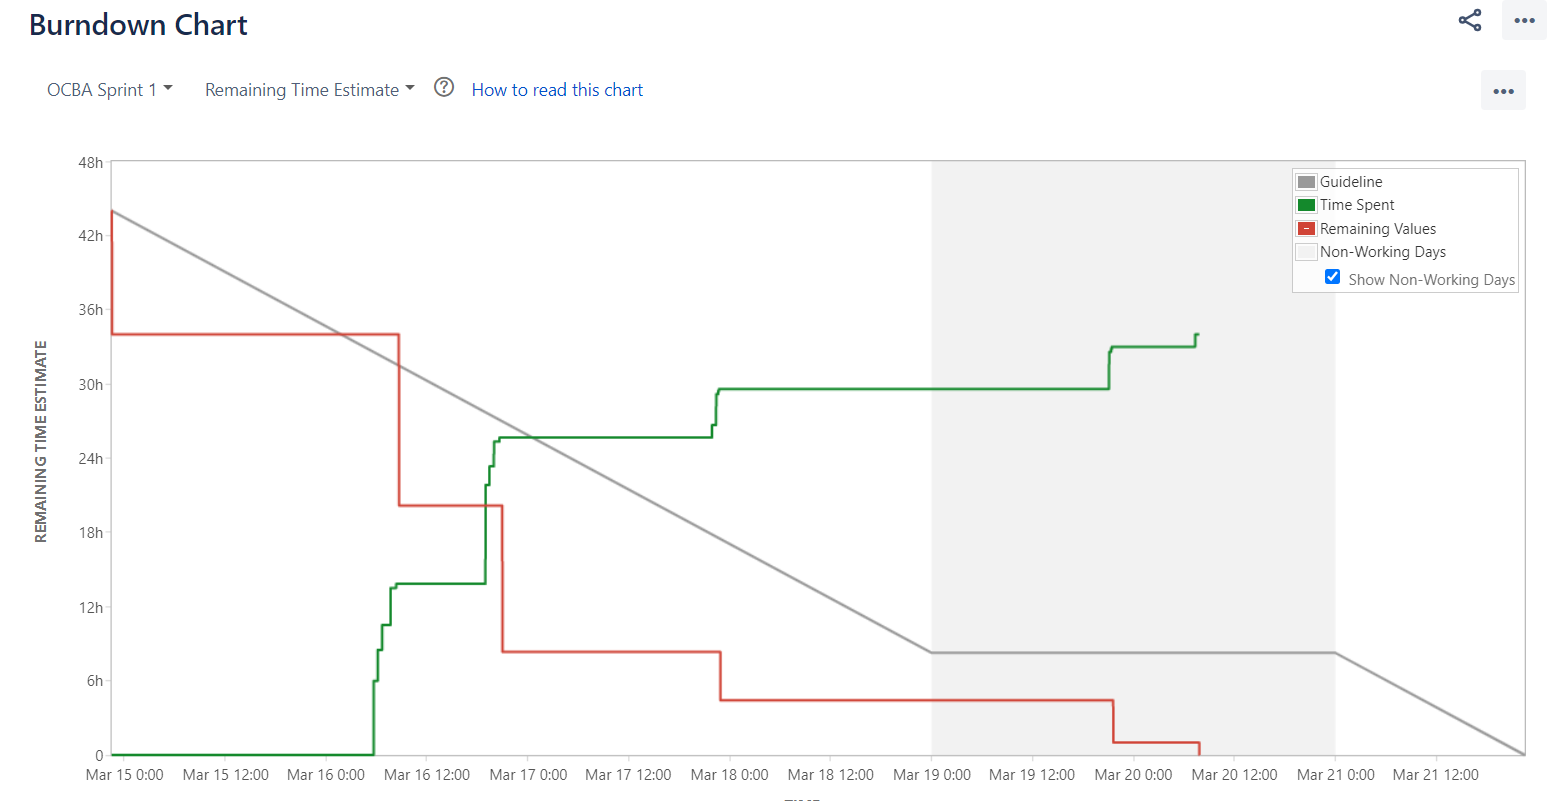 Burndown Chart
OCBA Sprint 1 Remaining Time Estimate ? How to read this chart
48h
42h
36h
30h
24h
18h
12h
6h
0
REMAINING TIME ESTIMATE
Guideline
Time Spent
Remaining Values
Non-Working Days
Show Non-Working Days
Mar 15 0:00 Mar 15 12:00 Mar 16 0:00 Mar 16 12:00 Mar 17 0:00 Mar 17 12:00 Mar 18 0:00 Mar 18 12:00 Mar 19 0:00 Mar 19 12:00 Mar 20 0:00 Mar 20 12:00 Mar 21 0:00 Mar 21 12:00